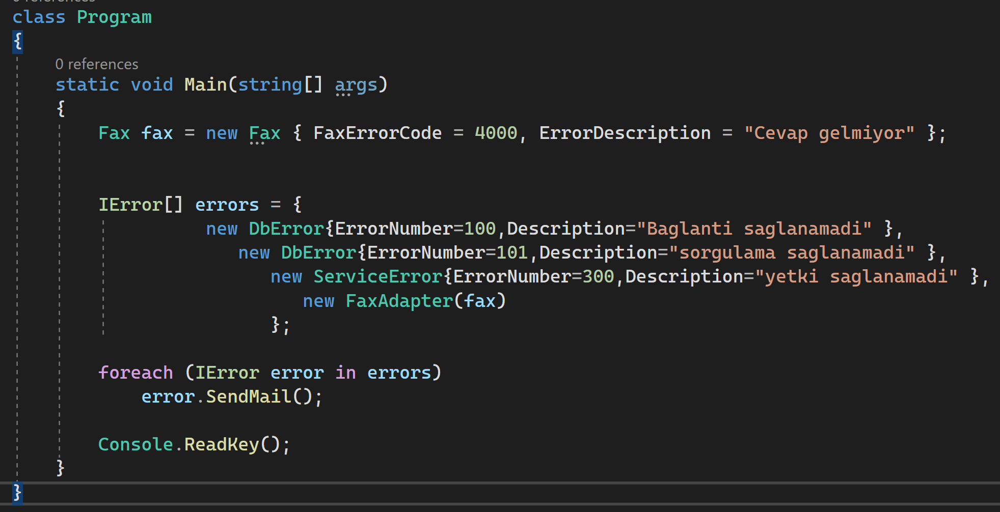 0 references
class Program
{
0 references
static void Main(string[] args)
{
Fax fax = new Fax { FaxErrorCode = 4000, ErrorDescription = "Cevap gelmiyor" };
IError[] errors = {
new DbError{ErrorNumber=100,Description="Baglanti saglanamadi" },
new DbError{ErrorNumber=101,Description="sorgulama saglanamadi" },
new ServiceError{ErrorNumber=300,Description="yetki saglanamadi" },
new FaxAdapter(fax)
};
foreach (IError error in errors)
error.SendMail();
Console.ReadKey();
}
}